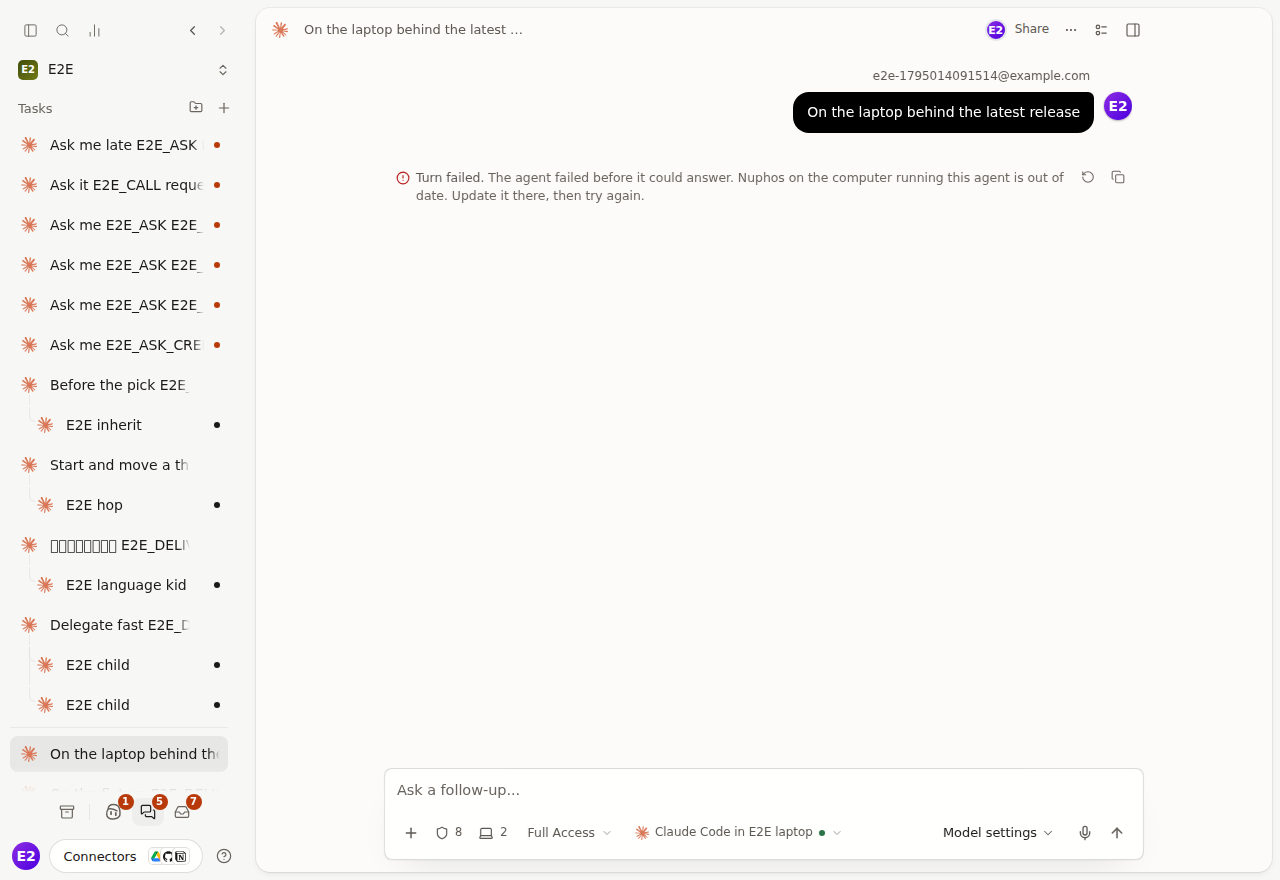 On the laptop behind the latest ...
E2
Share
E2
E2E
Tasks
e2e-1795014091514@example.com
On the laptop behind the latest release
E2
Ask me late E2E_ASK
Ask it E2E_CALL reque
Ask me E2E_ASK E2E_
Ask me E2E_ASK E2E_
Ask me E2E_ASK E2E_
Ask me E2E_ASK_CRE
Before the pick E2E_
E2E inherit
Start and move a th
E2E hop
E2E_DELI
E2E language kid
Delegate fast E2E_D
E2E child
E2E child
On the laptop behind the
1
5
7
E2
Connectors
Turn failed. The agent failed before it could answer. Nuphos on the computer running this agent is out of
date. Update it there, then try again.
Ask a follow-up...
8
2
Full Access
Claude Code in E2E laptop
Model settings